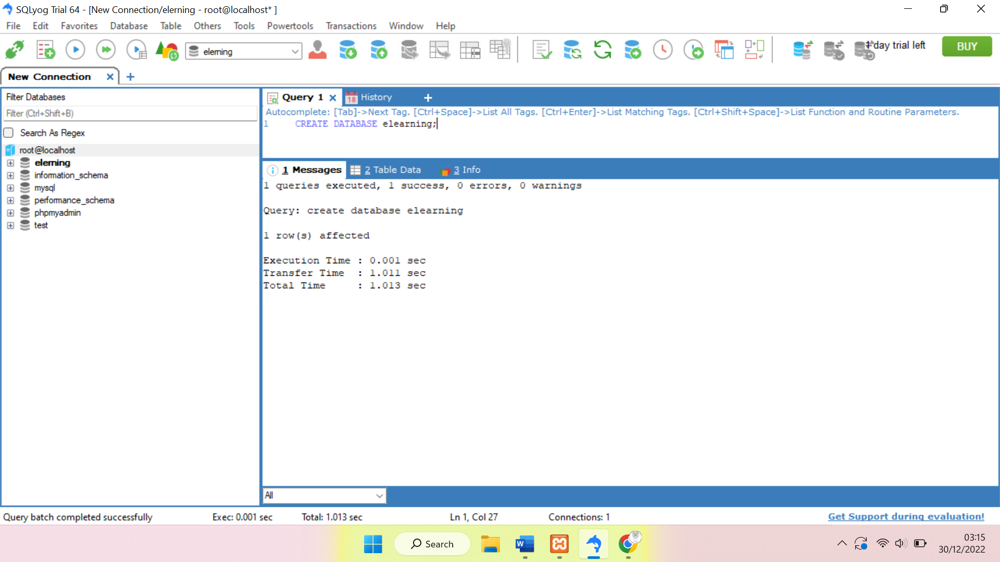 SQLyog Trial 64 - [New Connection/elerning - root@localhost* ]
File Edit Favorites Database Table Others Tools Powertools Transactions Window Help
elerning
1 day trial left
BUY
New Connection
Filter Databases
Filter (Ctrl+Shift+B)
Search As Regex
root@localhost
elerning
information_schema
mysql
performance_schema
phpmyadmin
test
Query 1
18
History
Autocomplete: [Tab]->Next Tag. [Ctrl+Space]->List All Tags. [Ctrl+Enter]->List Matching Tags. [Ctrl+Shift+Space]->List Function and Routine Parameters.
1 CREATE DATABASE elearning;
1 Messages 2 Table Data 3 Info
1 queries executed, 1 success, 0 errors, 0 warnings
Query: create database elearning
1 row(s) affected
Execution Time : 0.001 sec
Transfer Time : 1.011 sec
Total Time : 1.013 sec
All
Query batch completed successfully Exec: 0.001 sec Total: 1.013 sec Ln 1, Col 27 Connections: 1 Get Support during evaluation!
Search
W
03:15
30/12/2022